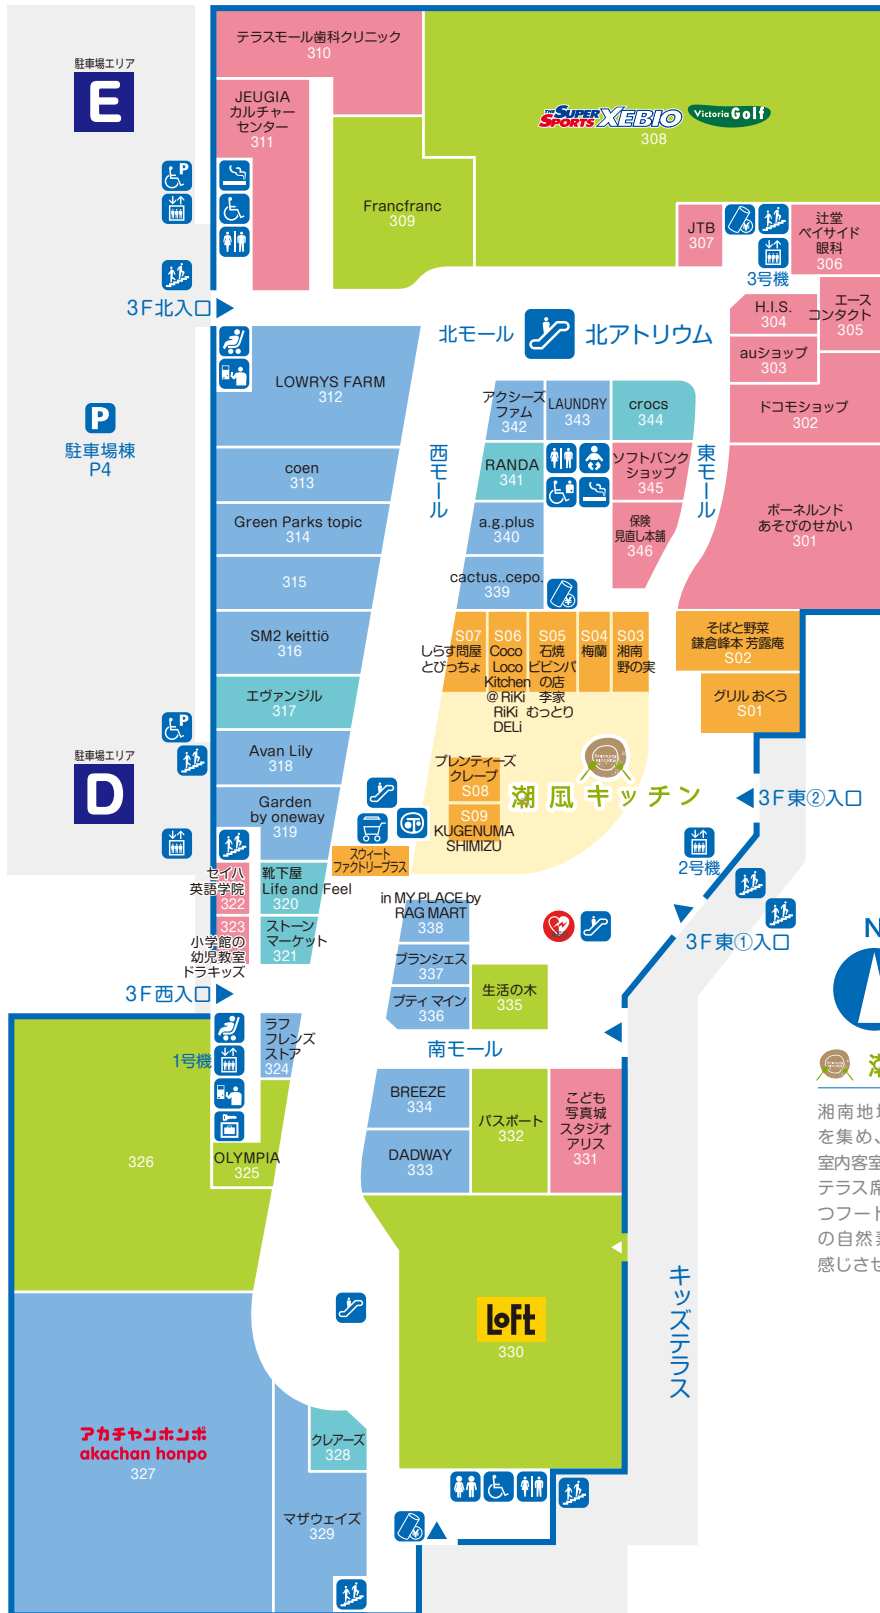 テラスモール歯科クリニック
310
駐車場エリア
E
JEUGIA
カルチャー
センター
311
THE SUPER SPORTS XEBIO
Victoria Golf
308
Francfranc
309
JTB
307
辻堂
ベイサイド
眼科
306
3号機
3F北入口
H.I.S.
304
エース
コンタクト
305
北モール
北アトリウム
auショップ
303
LOWRYS FARM
312
アクシーズ
ファム
342
LAUNDRY
343
crocs
344
ドコモショップ
302
P
駐車場棟
P4
西モール
東モール
coen
313
RANDA
341
ソフトバンク
ショップ
345
ボーネルンド
あそびのせかい
301
Green Parks topic
314
a.g.plus
340
保険
見直し本舗
346
315
cactus..cepo.
339
SM2 keittiö
316
S07
しらす問屋
とびっちょ
S06
Coco
Loco
Kitchen
@ RiKi
RiKi
DELi
S05
石焼
ビビンバ
の店
李家
むっとり
S04
梅蘭
S03
湘南
野の実
そばと野菜
鎌倉峰本 芳露庵
S02
エヴァンジル
317
グリル おくう
S01
Avan Lily
318
駐車場エリア
D
ブレンティーズ
クレープ
S08
潮風キッチン
3F東②入口
Garden
by oneway
319
S09
KUGENUMA
SHIMIZU
2号機
スウィート
ファクトリープラス
セイハ
英語学院
322
靴下屋
Life and Feel
320
in MY PLACE by
RAG MART
338
323
小学館の
幼児教室
ドラキッズ
ストーン
マーケット
321
3F東①入口
N
ブランシェス
337
3F西入口
プティ マイン
336
生活の木
335
ラフ
フレンズ
ストア
324
1号機
南モール
潮
BREEZE
334
パスポート
332
こども
写真城
スタジオ
アリス
331
湘南地
を集め、
室内客室
テラス席
つフード
の自然
感じさせ
326
OLYMPIA
325
DADWAY
333
キッズテラス
LOFT
330
アカチャンホンポ
akachan honpo
327
クレアーズ
328
マザウェイズ
329